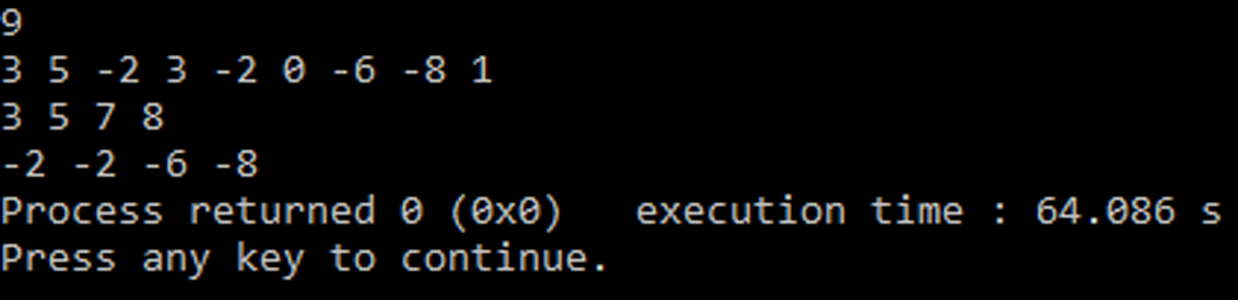 9
3 5 -2 3 -2 0 -6 -8 1
3 5 7 8
-2 -2 -6 -8
Process returned 0 (0x0)   execution time : 64.086 s
Press any key to continue.